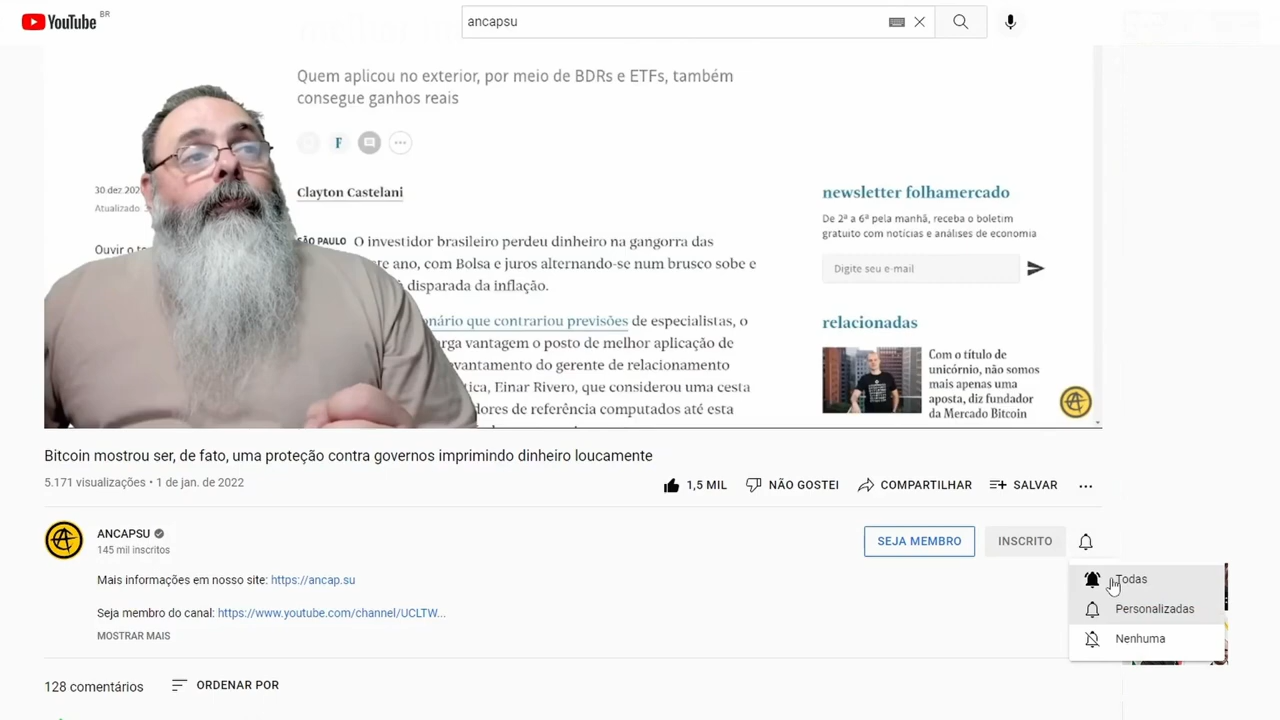 YouTube BR
ancapsu
Quem aplicou no exterior, por meio de BDRs e ETFs, também
consegue ganhos reais
F
30 dez.202
Clayton Castelani
Atualizado
Ouvir o te
SÃO PAULO O investidor brasileiro perdeu dinheiro na gangorra das
te ano, com Bolsa e juros alternando-se num brusco sobe e
disparada da inflação.
nário que contrariou previsões de especialistas, o
arga vantagem o posto de melhor aplicação de
vantamento do gerente de relacionamento
tica, Einar Rivero, que considerou uma cesta
dores de referência computados até esta
newsletter folhamercado
De 2ª a 6ª pela manhã, receba o boletim
gratuito com notícias e análises de economia
Digite seu e-mail
relacionadas
Com o título de
unicórnio, não somos
mais apenas uma
aposta, diz fundador
da Mercado Bitcoin
Bitcoin mostrou ser, de fato, uma proteção contra governos imprimindo dinheiro loucamente
5.171 visualizações • 1 de jan. de 2022
1,5 MIL NÃO GOSTEI COMPARTILHAR SALVAR
ANCAPSU
145 mil inscritos
SEJA MEMBRO INSCRITO
Mais informações em nosso site: https://ancap.su
Seja membro do canal: https://www.youtube.com/channel/UCLTW...
MOSTRAR MAIS
Todas
Personalizadas
Nenhuma
128 comentários ORDENAR POR